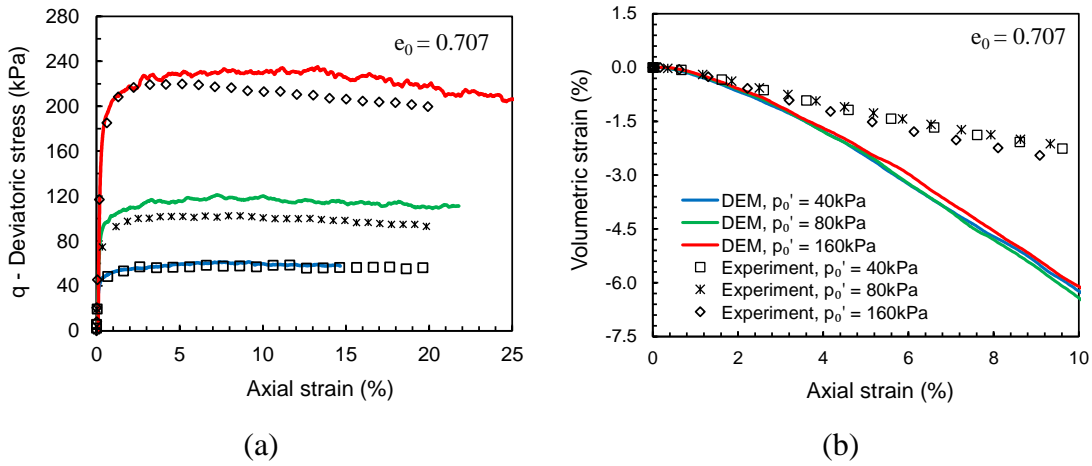 280
240
200
160
120
80
40
0
0
5
10
15
20
25
q - Deviatoric stress (kPa)
Axial strain (%)
e0 = 0.707
(a)
1.5
0.0
-1.5
-3.0
-4.5
-6.0
-7.5
0
2
4
6
8
10
Volumetric strain (%)
Axial strain (%)
e0 = 0.707
DEM, p0' = 40kPa
DEM, p0' = 80kPa
DEM, p0' = 160kPa
Experiment, p0' = 40kPa
Experiment, p0' = 80kPa
Experiment, p0' = 160kPa
(b)